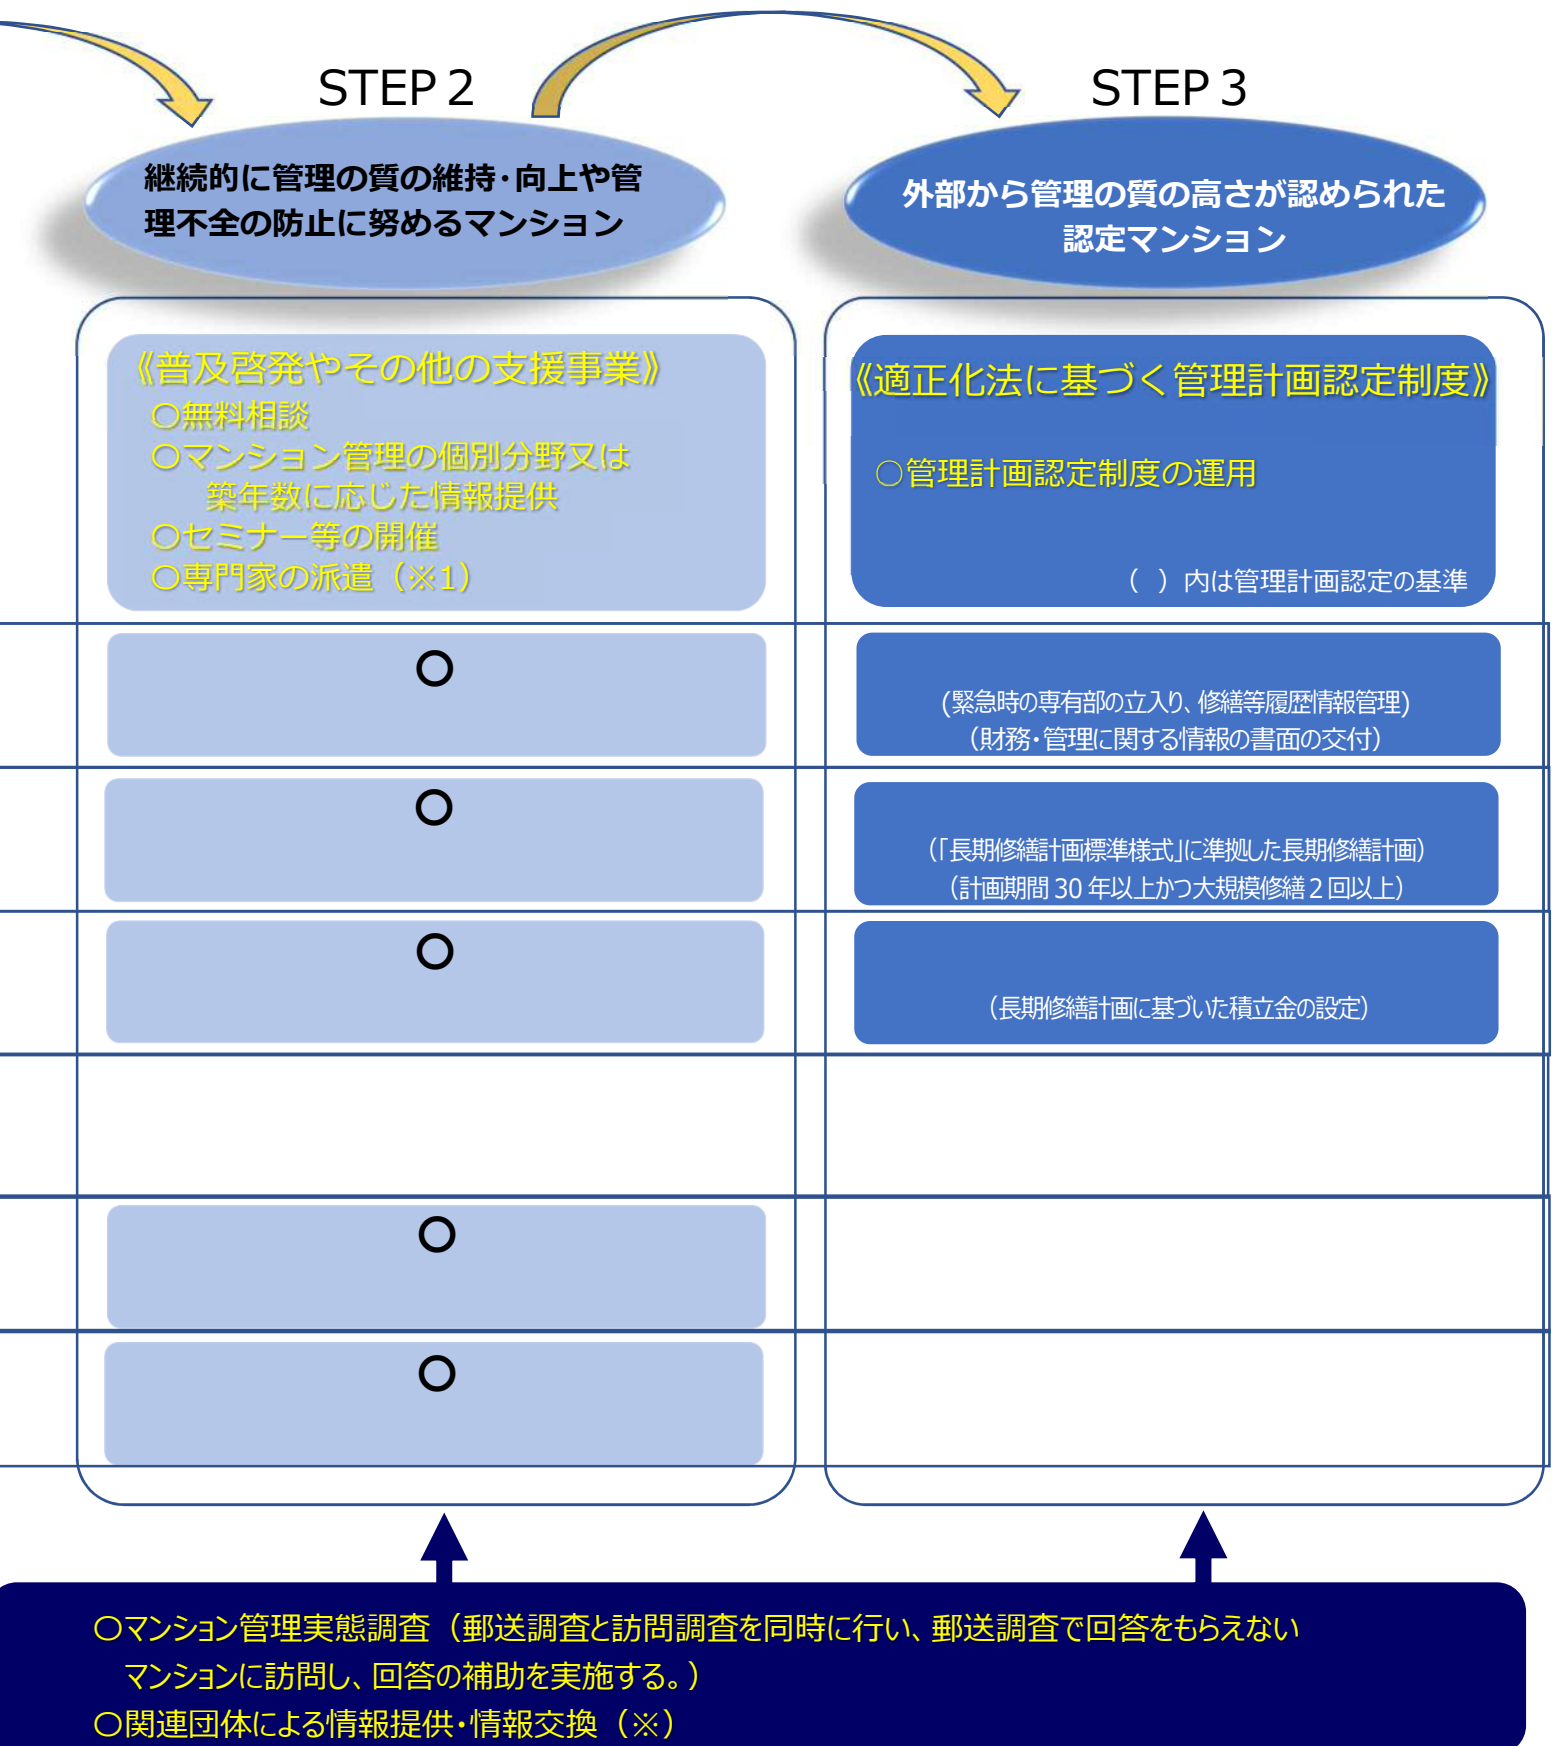 STEP 2
継続的に管理の質の維持・向上や管
理不全の防止に努めるマンション
《普及啓発やその他の支援事業》
〇無料相談
〇マンション管理の個別分野又は
築年数に応じた情報提供
〇セミナー等の開催
〇専門家の派遣（※1）
〇
〇
〇
〇
〇
STEP 3
外部から管理の質の高さが認められた
認定マンション
《適正化法に基づく管理計画認定制度》
○管理計画認定制度の運用
（ ）内は管理計画認定の基準
(緊急時の専有部の立入り、修繕等履歴情報管理)
（財務・管理に関する情報の書面の交付）
（「長期修繕計画標準様式」に準拠した長期修繕計画）
（計画期間 30 年以上かつ大規模修繕 2 回以上）
（長期修繕計画に基づいた積立金の設定）
〇マンション管理実態調査（郵送調査と訪問調査を同時に行い、郵送調査で回答をもらえない
マンションに訪問し、回答の補助を実施する。）
〇関連団体による情報提供・情報交換（※）